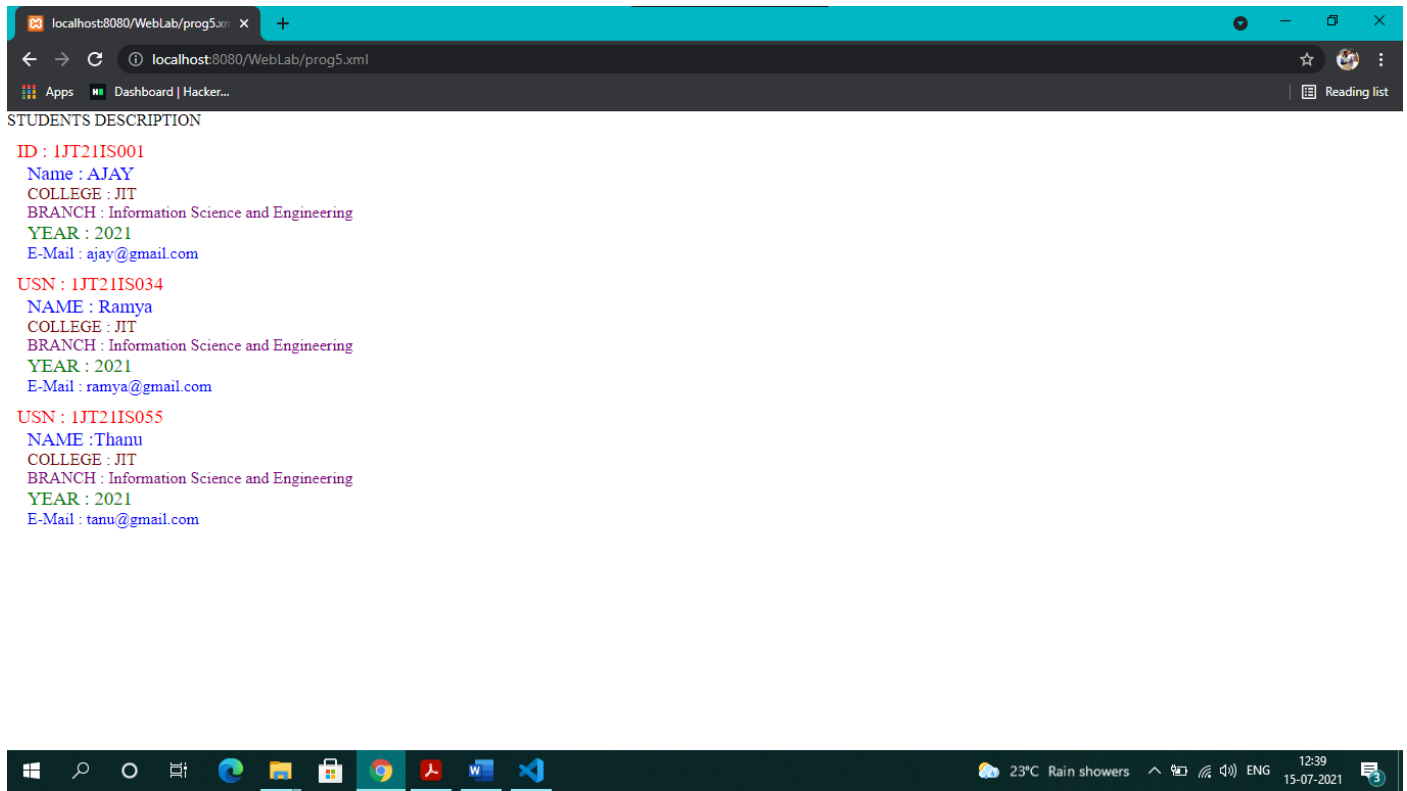 localhost:8080/WebLab/prog5.xm
localhost:8080/WebLab/prog5.xml
Apps Dashboard | Hacker... Reading list
STUDENTS DESCRIPTION
ID : 1JT21IS001
Name : AJAY
COLLEGE : JIT
BRANCH : Information Science and Engineering
YEAR : 2021
E-Mail : ajay@gmail.com
USN : 1JT21IS034
NAME : Ramya
COLLEGE : JIT
BRANCH : Information Science and Engineering
YEAR : 2021
E-Mail : ramya@gmail.com
USN : 1JT21IS055
NAME :Thanu
COLLEGE : JIT
BRANCH : Information Science and Engineering
YEAR : 2021
E-Mail : tanu@gmail.com
23°C Rain showers ENG 12:39
15-07-2021 3